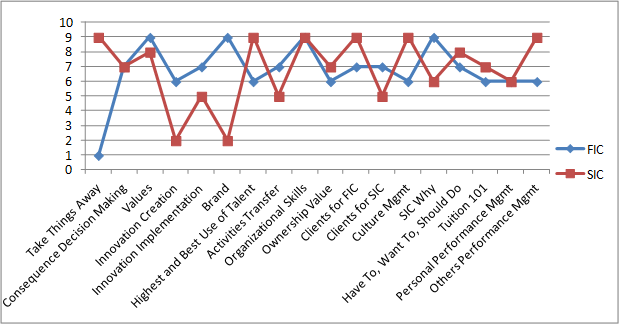 10
9
8
7
6
5
4
3
2
1
0
Take Things Away
Consequence Decision Making
Values
Innovation Creation
Innovation Implementation
Brand
Highest and Best Use of Talent
Activities Transfer
Organizational Skills
Ownership Value
Clients for FIC
Clients for SIC
Culture Mgmt
SIC Why
Have To, Want To, Should Do
Tuition 101
Personal Performance Mgmt
Others Performance Mgmt
FIC
SIC